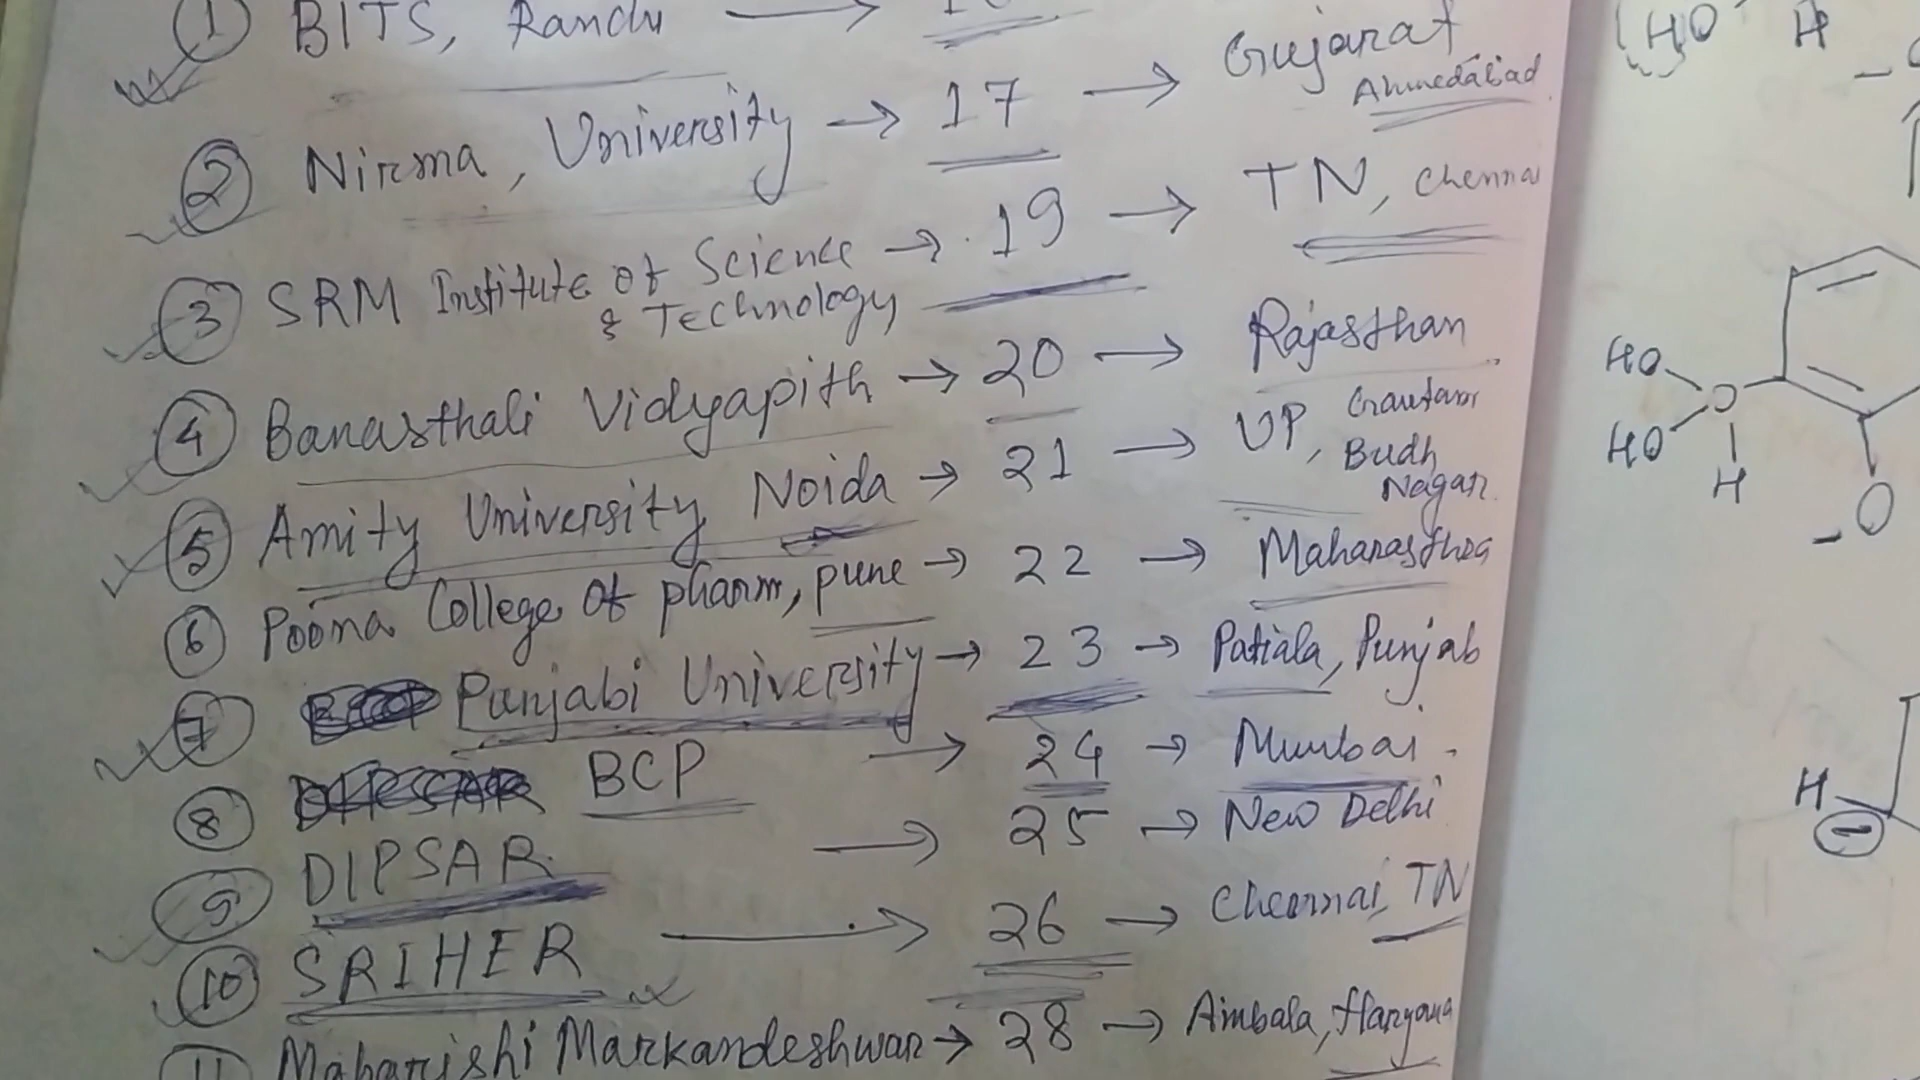 ① BITS, Ranchi →
② Nirma, University → 17 → Gujarat
Ahmedabad
③ SRM Institute of Science → 19 → TN, Chennai
& Technology
④ Banasthali Vidyapith → 20 → Rajasthan
⑤ Amity University Noida → 21 → UP, Gautam
Budh
Nagar
⑥ Poona College of pharm, pune → 22 → Maharasthra
⑦ Punjabi University → 23 → Patiala, Punjab
⑧ BCP → 24 → Mumbai
⑨ DIPSAR → 25 → New Delhi
⑩ SRIHER → 26 → Chennai, TN
11 Maharishi Markandeshwar → 28 → Ambala, Haryana
HO H
HO
HO
H
O
H